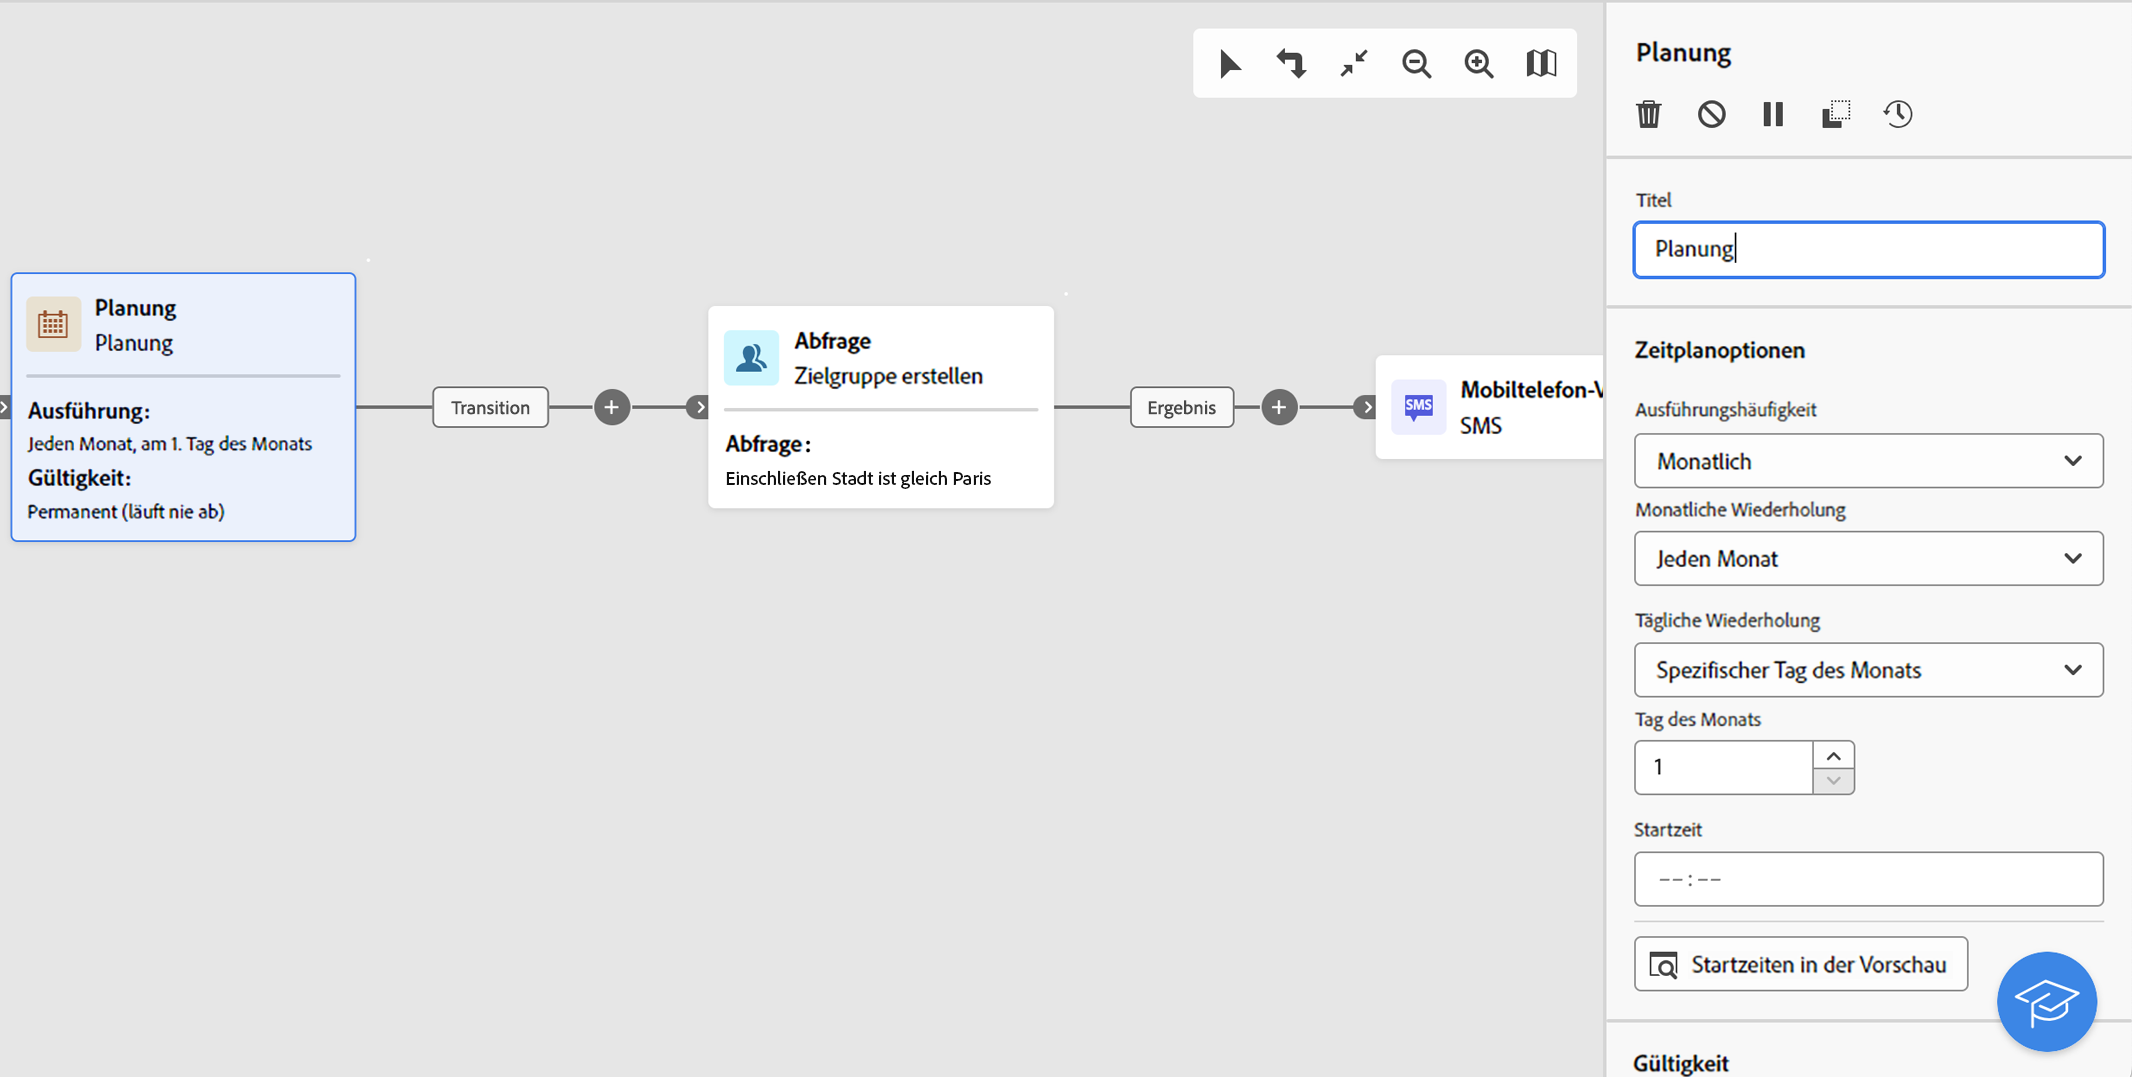 Planung
Planung
Ausführung:
Jeden Monat, am 1. Tag des Monats
Gültigkeit:
Permanent (läuft nie ab)
Transition
Abfrage
Zielgruppe erstellen
Abfrage:
Einschließen Stadt ist gleich Paris
Ergebnis
SMS
Mobiltelefon-V
SMS
Planung
Titel
Planung
Zeitplanoptionen
Ausführungshäufigkeit
Monatlich
Monatliche Wiederholung
Jeden Monat
Tägliche Wiederholung
Spezifischer Tag des Monats
Tag des Monats
1
Startzeit
--:--
Startzeiten in der Vorschau
Gültigkeit